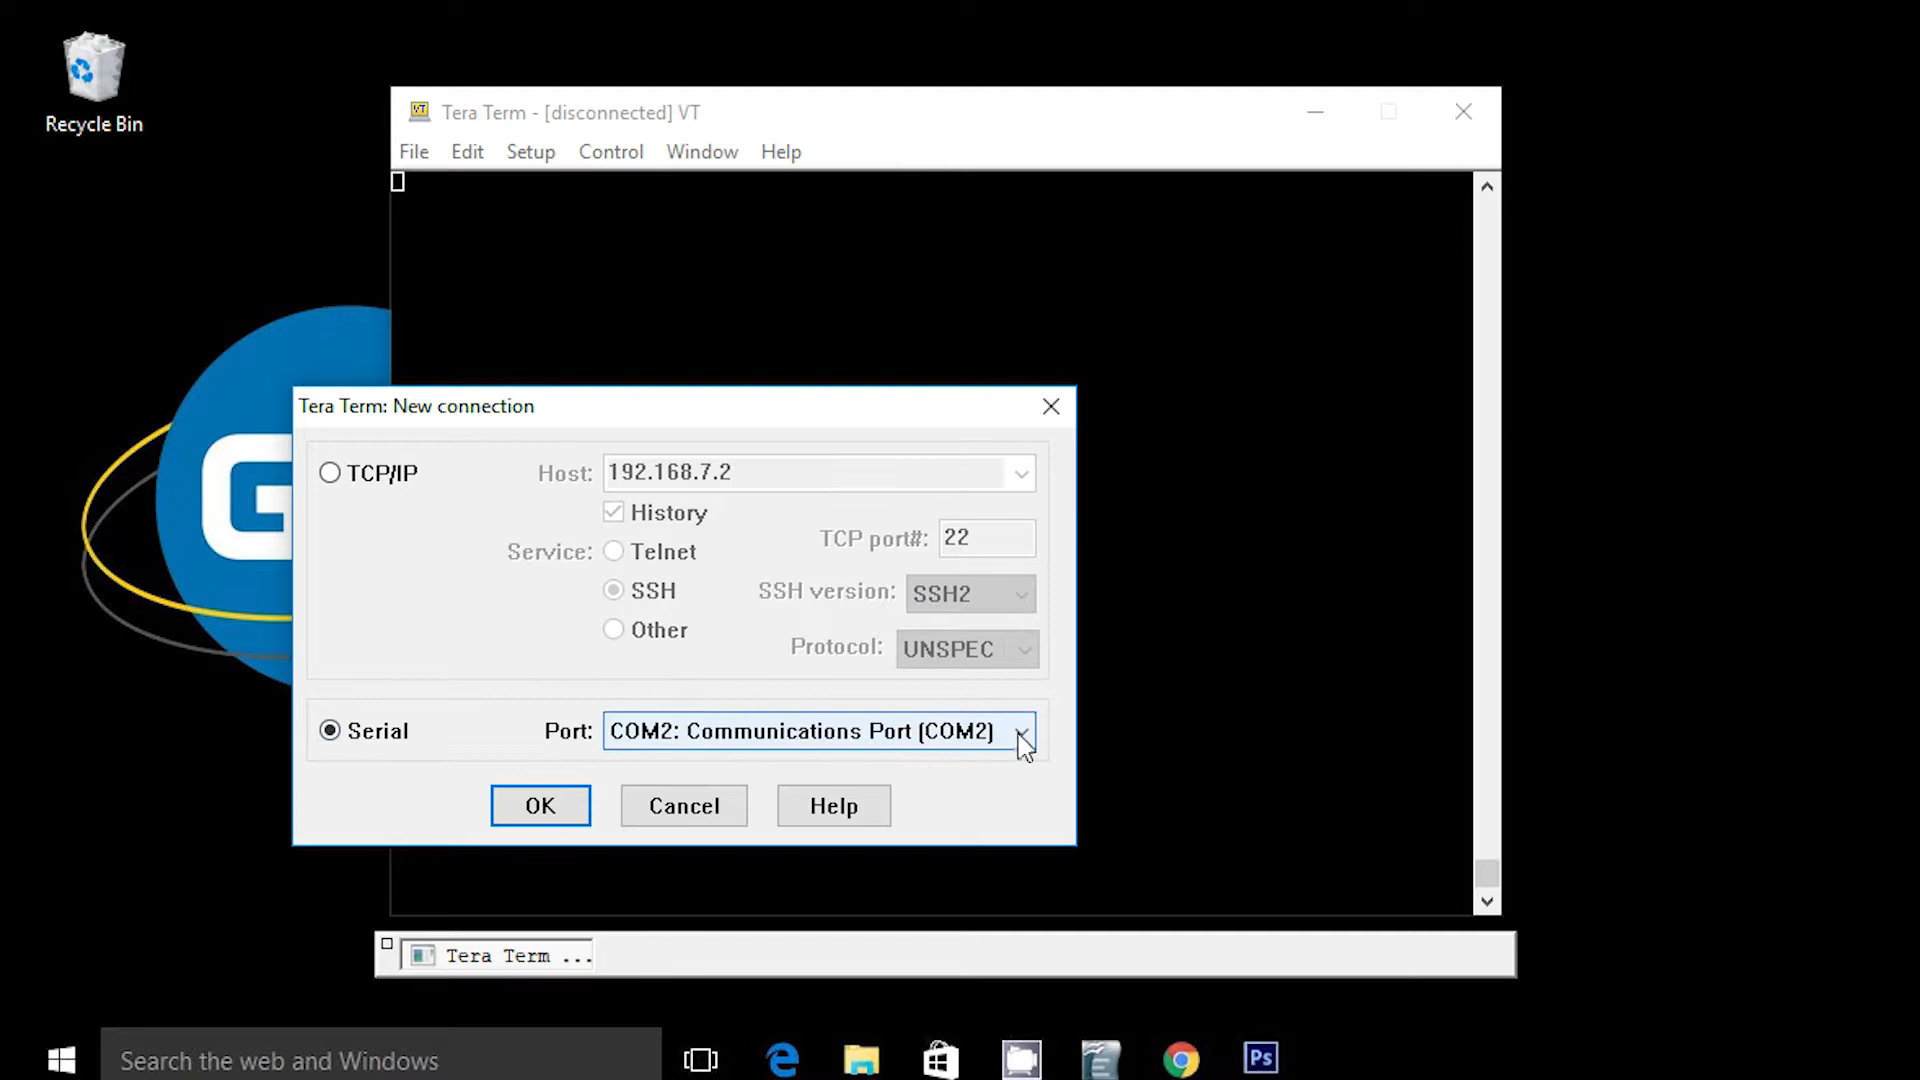 Recycle Bin
VT
Tera Term - [disconnected] VT
File Edit Setup Control Window Help
G
Tera Term: New connection
TCP/IP Host: 192.168.7.2
History
TCP port#: 22
Service: Telnet
SSH SSH version: SSH2
Other
Protocol: UNSPEC
Serial Port: COM2: Communications Port (COM2)
OK Cancel Help
Tera Term ...
Search the web and Windows
Ps